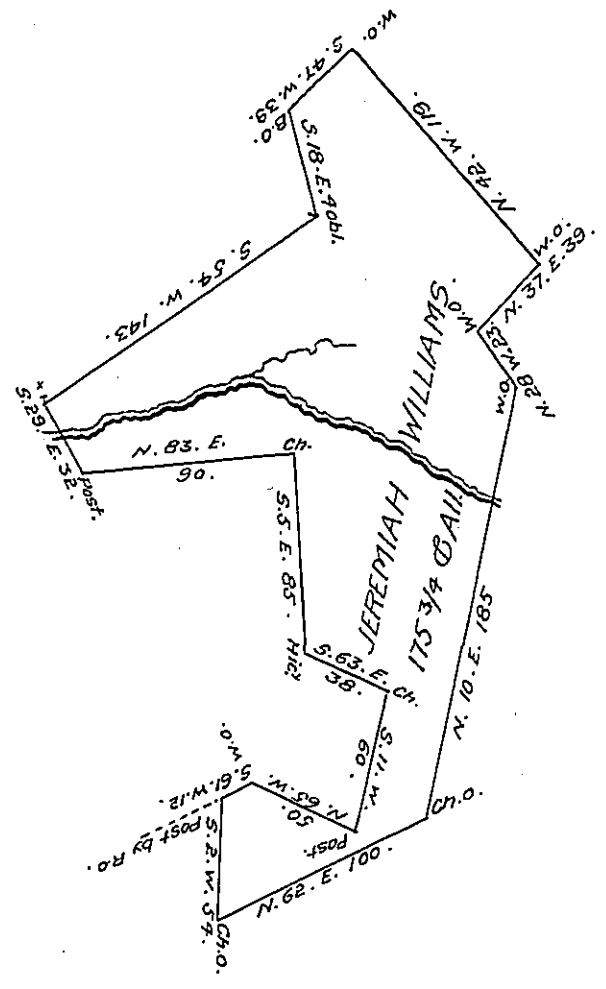 W.O.
S. 47. W. 39.
B.O.
S. 18. E. 40 bl.
N. 42. W. 119.
W.O.
N. 37. E. 39.
W.O.
N. 28 W. 23.
W.O.
S. 54. W. 143.
S. 29. E. 32.
Post.
N. 83. E.
90.
Ch.
S. 5. E. 85.
Hic.
S. 63. E.
38.
Ch.
JEREMIAH WILLIAMS.
175 3/4 & All.
N. 10. E. 185
S. 11. W
60.
Ch.O.
N. 65. W.
50.
Post.
W.O.
S. 61. W. 12.
Post by R.O.
S. 2. W. 54.
Ch.O.
N. 62. E. 100.